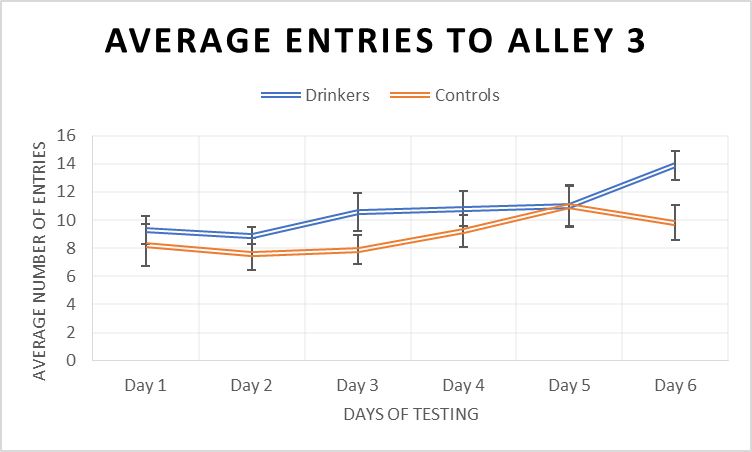 AVERAGE ENTRIES TO ALLEY 3
Drinkers Controls
AVERAGE NUMBER OF ENTRIES
16
14
12
10
8
6
4
2
0
Day 1 Day 2 Day 3 Day 4 Day 5 Day 6
DAYS OF TESTING